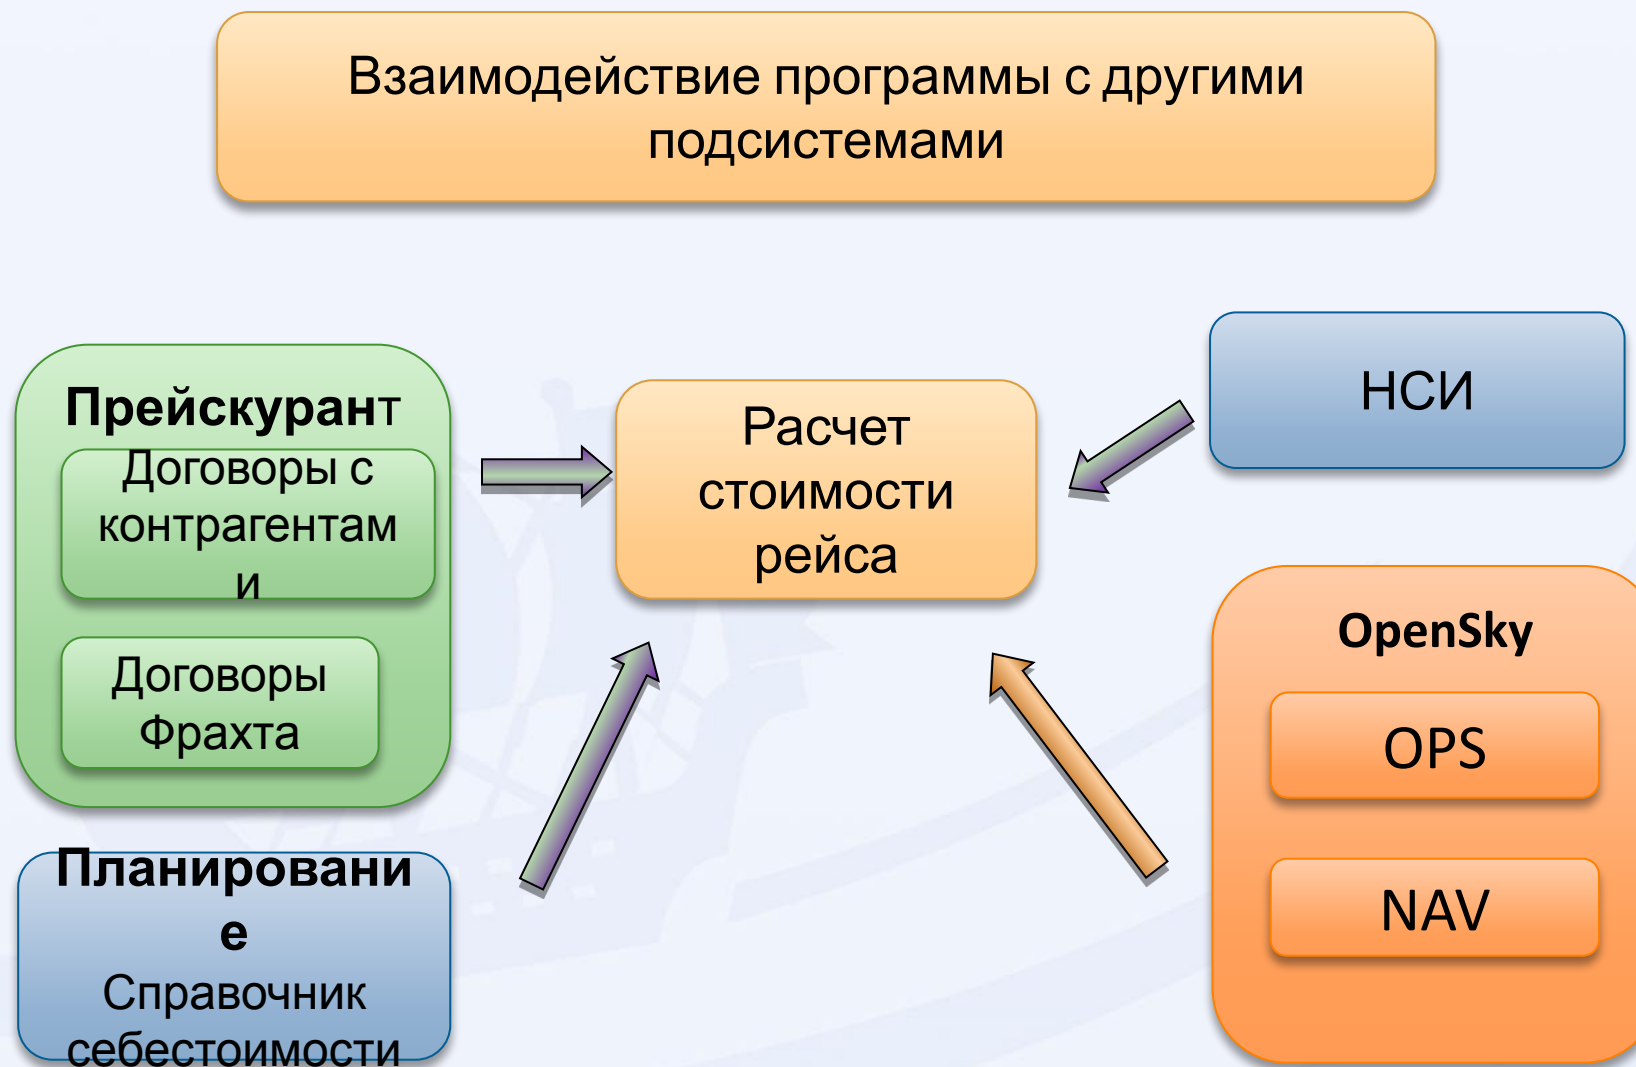 Взаимодействие программы с другими
подсистемами
Прейскурант
Договоры с
контрагентам
и
Договоры
Фрахта
Планировани
е
Справочник
себестоимости
Расчет
стоимости
рейса
НСИ
OpenSky
OPS
NAV